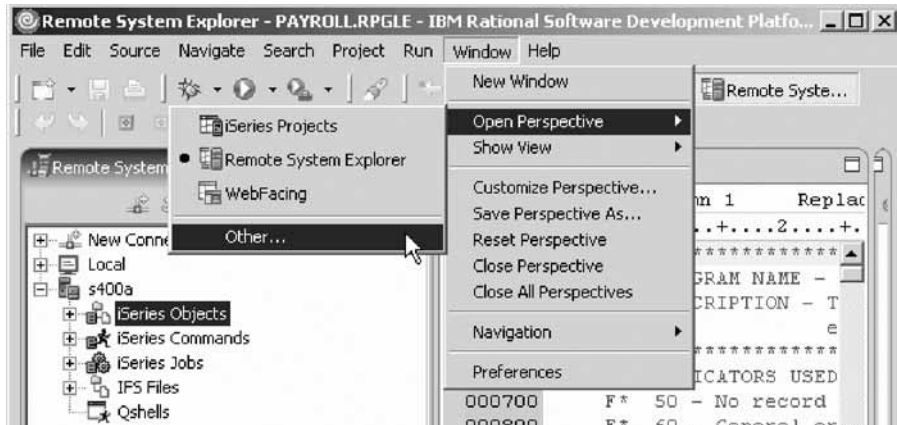 Remote System Explorer - PAYROLL.RPGLE - IBM Rational Software Development Platfo...
File Edit Source Navigate Search Project Run Window Help
New Window
Remote Syste...
iSeries Projects
Open Perspective
Remote System Explorer
Show View
Remote System
WebFacing
Customize Perspective...
mn 1 Replac
Save Perspective As...
..+....2....+.
New Conne
Other...
Reset Perspective
*************
Local
Close Perspective
GRAM NAME -
s400a
Close All Perspectives
CRIPTION - T
iSeries Objects
e
iSeries Commands
Navigation
*************
iSeries Jobs
Preferences
ICATORS USED
IFS Files
000700 F* 50 - No record
Qshells
000800 F* 60 - General er